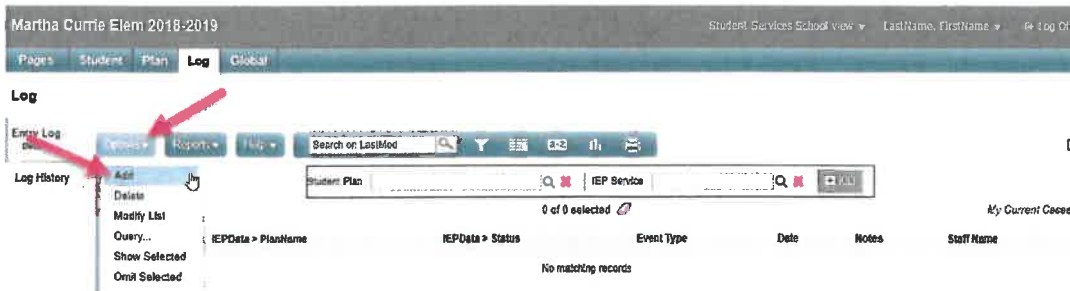 Martha Currie Elem 2018-2019 Student Services School view LastName, FirstName Log Of
Pages Student Plan Log Global
Log
Entry Log
Options Reports Help Search on LastMod
Log History
Add
Student Plan IEP Service
Delete
0 of 0 selected My Current Casel
Modify List
Query...
IEPData > PlanName IEPData > Status Event Type Date Notes Staff Name
Show Selected
No matching records
Omit Selected